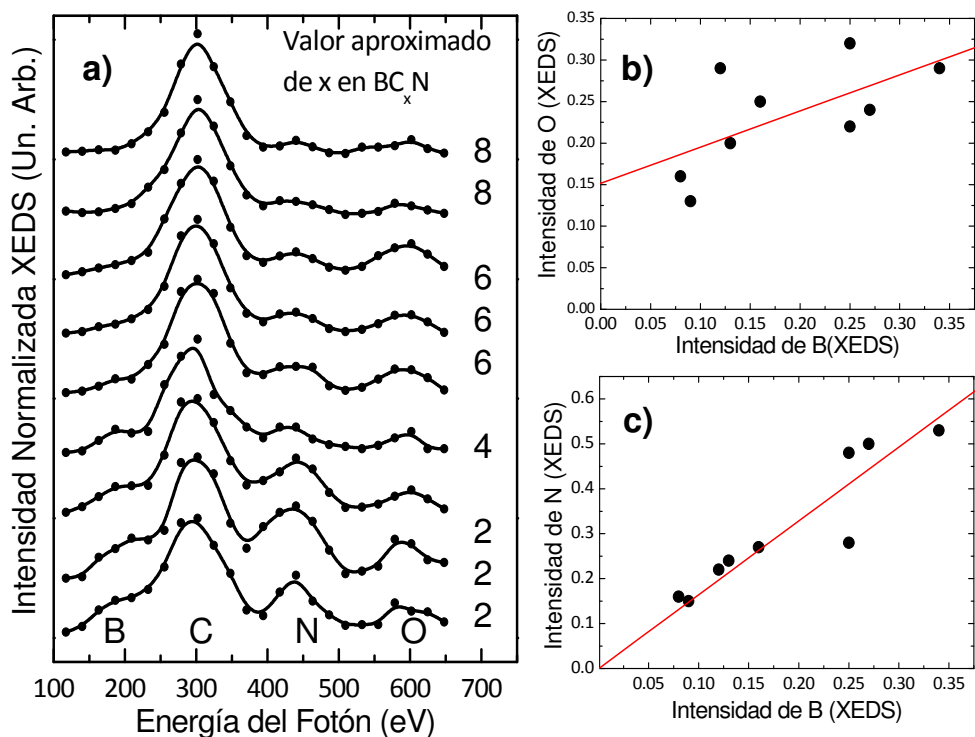 a)
Valor aproximado
de x en BCxN
8
8
6
6
6
4
2
2
2
B C N O
100 200 300 400 500 600 700
Energía del Fotón (eV)
Intensidad Normalizada XEDS (Un. Arb.)
b)
0.35
0.30
0.25
0.20
0.15
0.10
0.05
0.00
0.00 0.05 0.10 0.15 0.20 0.25 0.30 0.35
Intensidad de B(XEDS)
Intensidad de O (XEDS)
c)
0.6
0.5
0.4
0.3
0.2
0.1
0.0
0.05 0.10 0.15 0.20 0.25 0.30 0.35
Intensidad de B (XEDS)
Intensidad de N (XEDS)